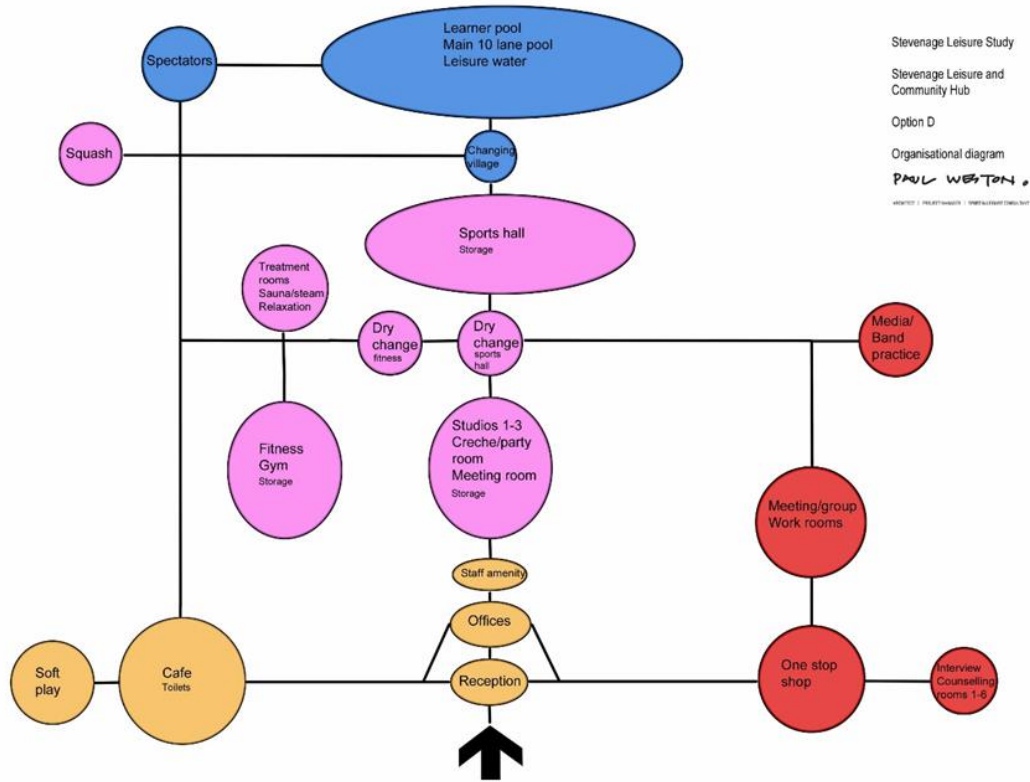 Learner pool
Main 10 lane pool
Leisure water
Spectators
Stevenage Leisure Study
Stevenage Leisure and
Community Hub
Option D
Organisational diagram
PAUL WESTON.
Squash
Changing
village
Sports hall
Storage
Treatment
rooms
Sauna/steam
Relaxation
Dry
change
fitness
Dry
change
sports
hall
Media/
Band
practice
Fitness
Gym
Storage
Studios 1-3
Creche/party
room
Meeting room
Storage
Meeting/group
Work rooms
Staff amenity
Offices
Soft
play
Cafe
Toilets
Reception
One stop
shop
Interview
Counselling
rooms 1-6